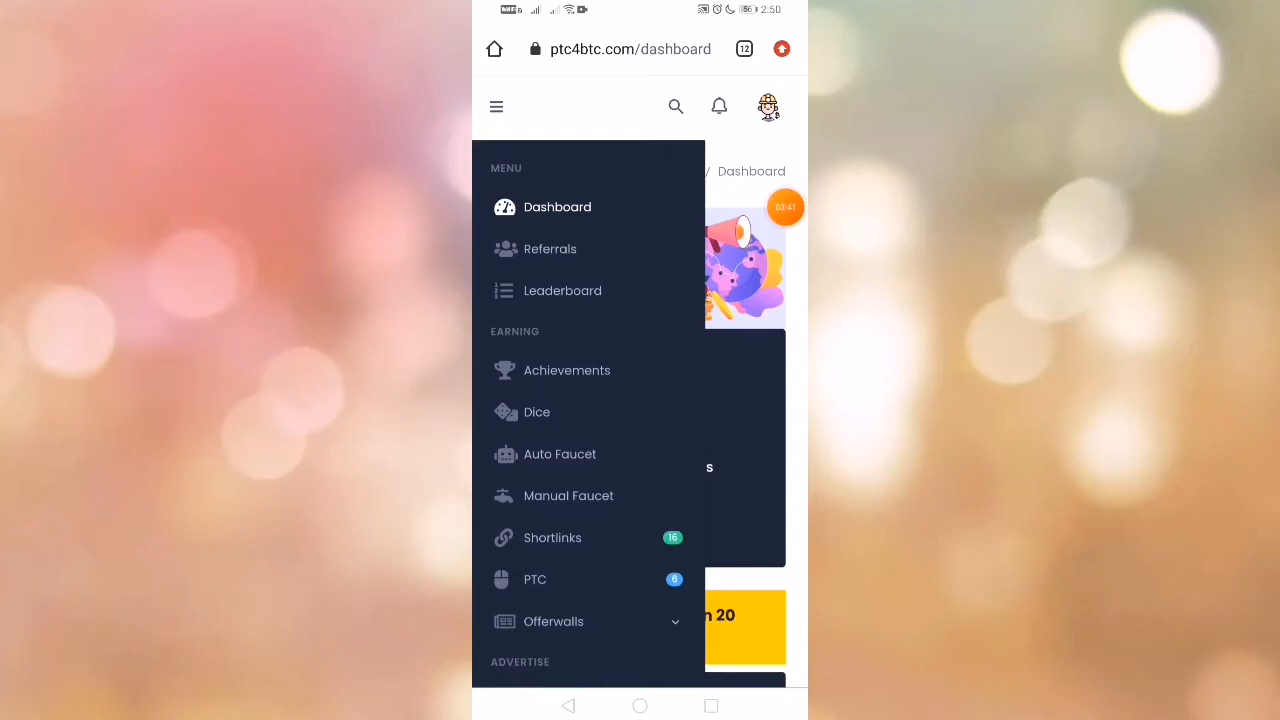 56 2:50
ptc4btc.com/dashboard 12
MENU
/ Dashboard
Dashboard
03:41
Referrals
Leaderboard
EARNING
Achievements
Dice
Auto Faucet
s
Manual Faucet
Shortlinks 16
PTC 6
n 20
Offerwalls
ADVERTISE